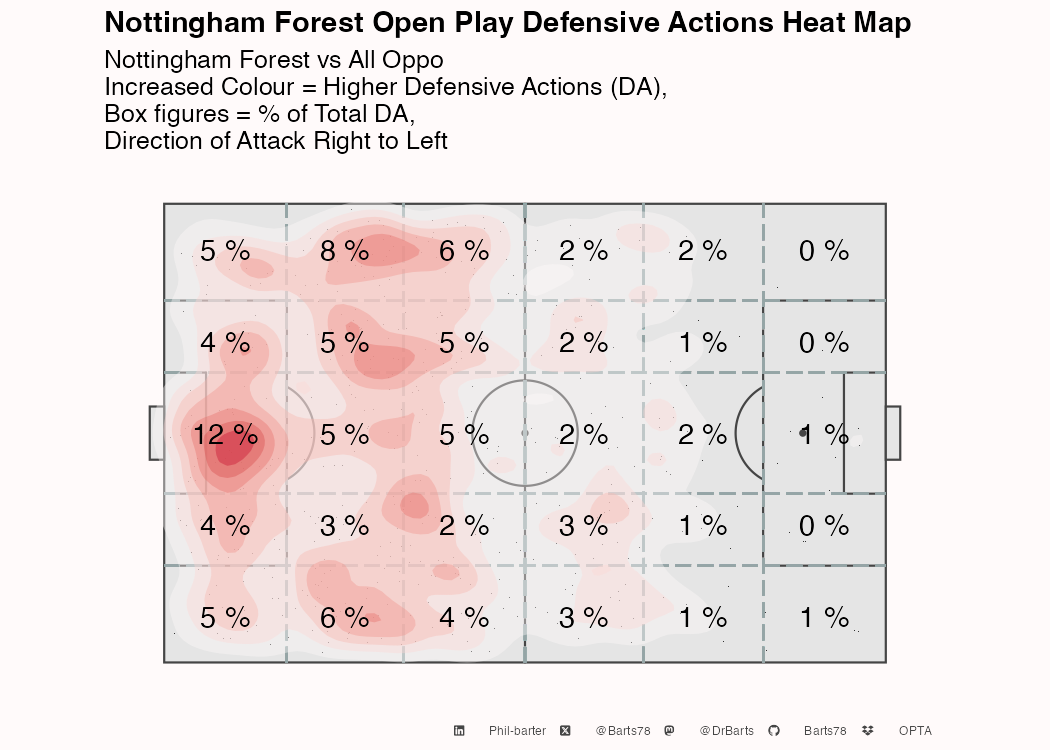 Nottingham Forest Open Play Defensive Actions Heat Map
Nottingham Forest vs All Oppo
Increased Colour = Higher Defensive Actions (DA),
Box figures = % of Total DA,
Direction of Attack Right to Left
5 % 8 % 6 % 2 % 2 % 0 %
4 % 5 % 5 % 2 % 1 % 0 %
12 % 5 % 5 % 2 % 2 % 1 %
4 % 3 % 2 % 3 % 1 % 0 %
5 % 6 % 4 % 3 % 1 % 1 %
Phil-barter @Barts78 @DrBarts Barts78 OPTA